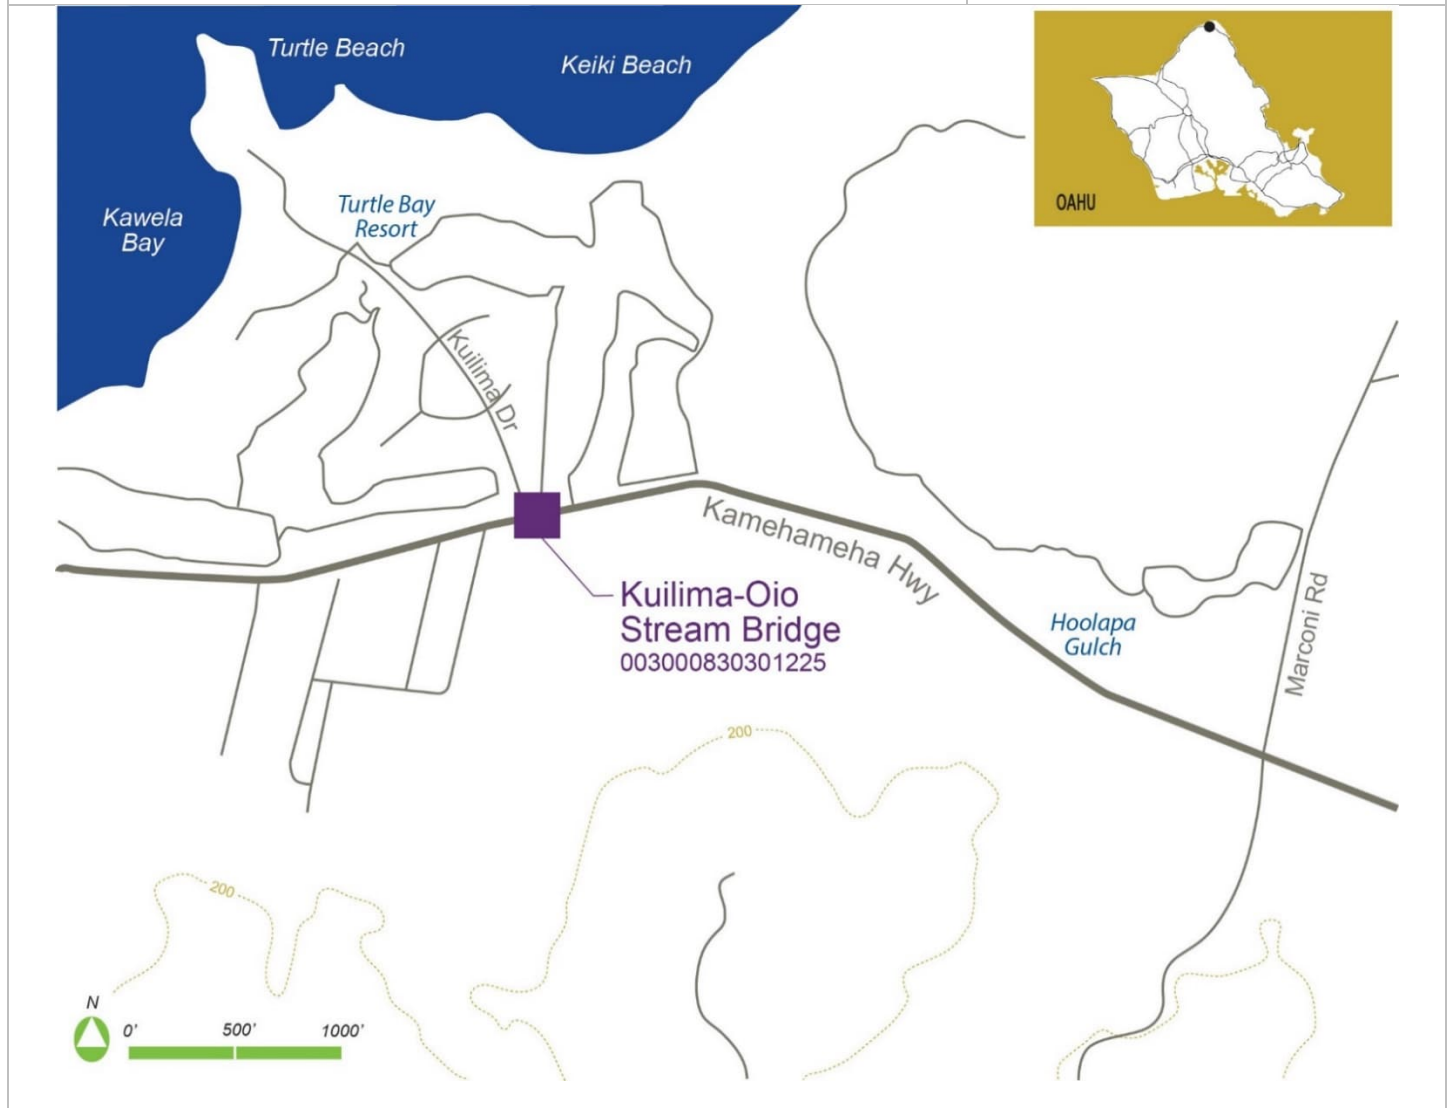 Turtle Beach
Keiki Beach
Kawela
Bay
Turtle Bay
Resort
OAHU
Kuilima Dr
Kamehameha Hwy
Kuilima-Oio
Stream Bridge
003000830301225
Hoolapa
Gulch
Marconi Rd
200
200
N
0' 500' 1000'